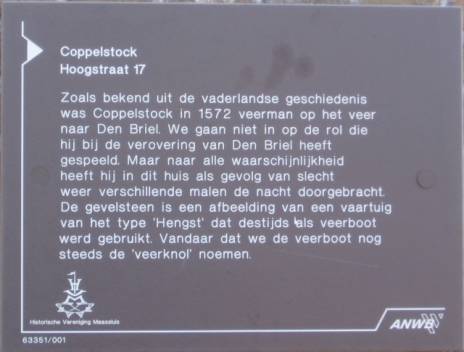 Coppelstock
Hoogstraat 17
Zoals bekend uit de vaderlandse geschiedenis
was Coppelstock in 1572 veerman op het veer
naar Den Briel. We gaan niet in op de rol die
hij bij de verovering van Den Briel heeft
gespeeld. Maar naar alle waarschijnlijkheid
heeft hij in dit huis als gevolg van slecht
weer verschillende malen de nacht doorgebracht.
De gevelsteen is een afbeelding van een vaartuig
van het type 'Hengst' dat destijds als veerboot
werd gebruikt. Vandaar dat we de veerboot nog
steeds de 'veerknol' noemen.
Historische Vereniging Maassluis
ANWB
63351/001